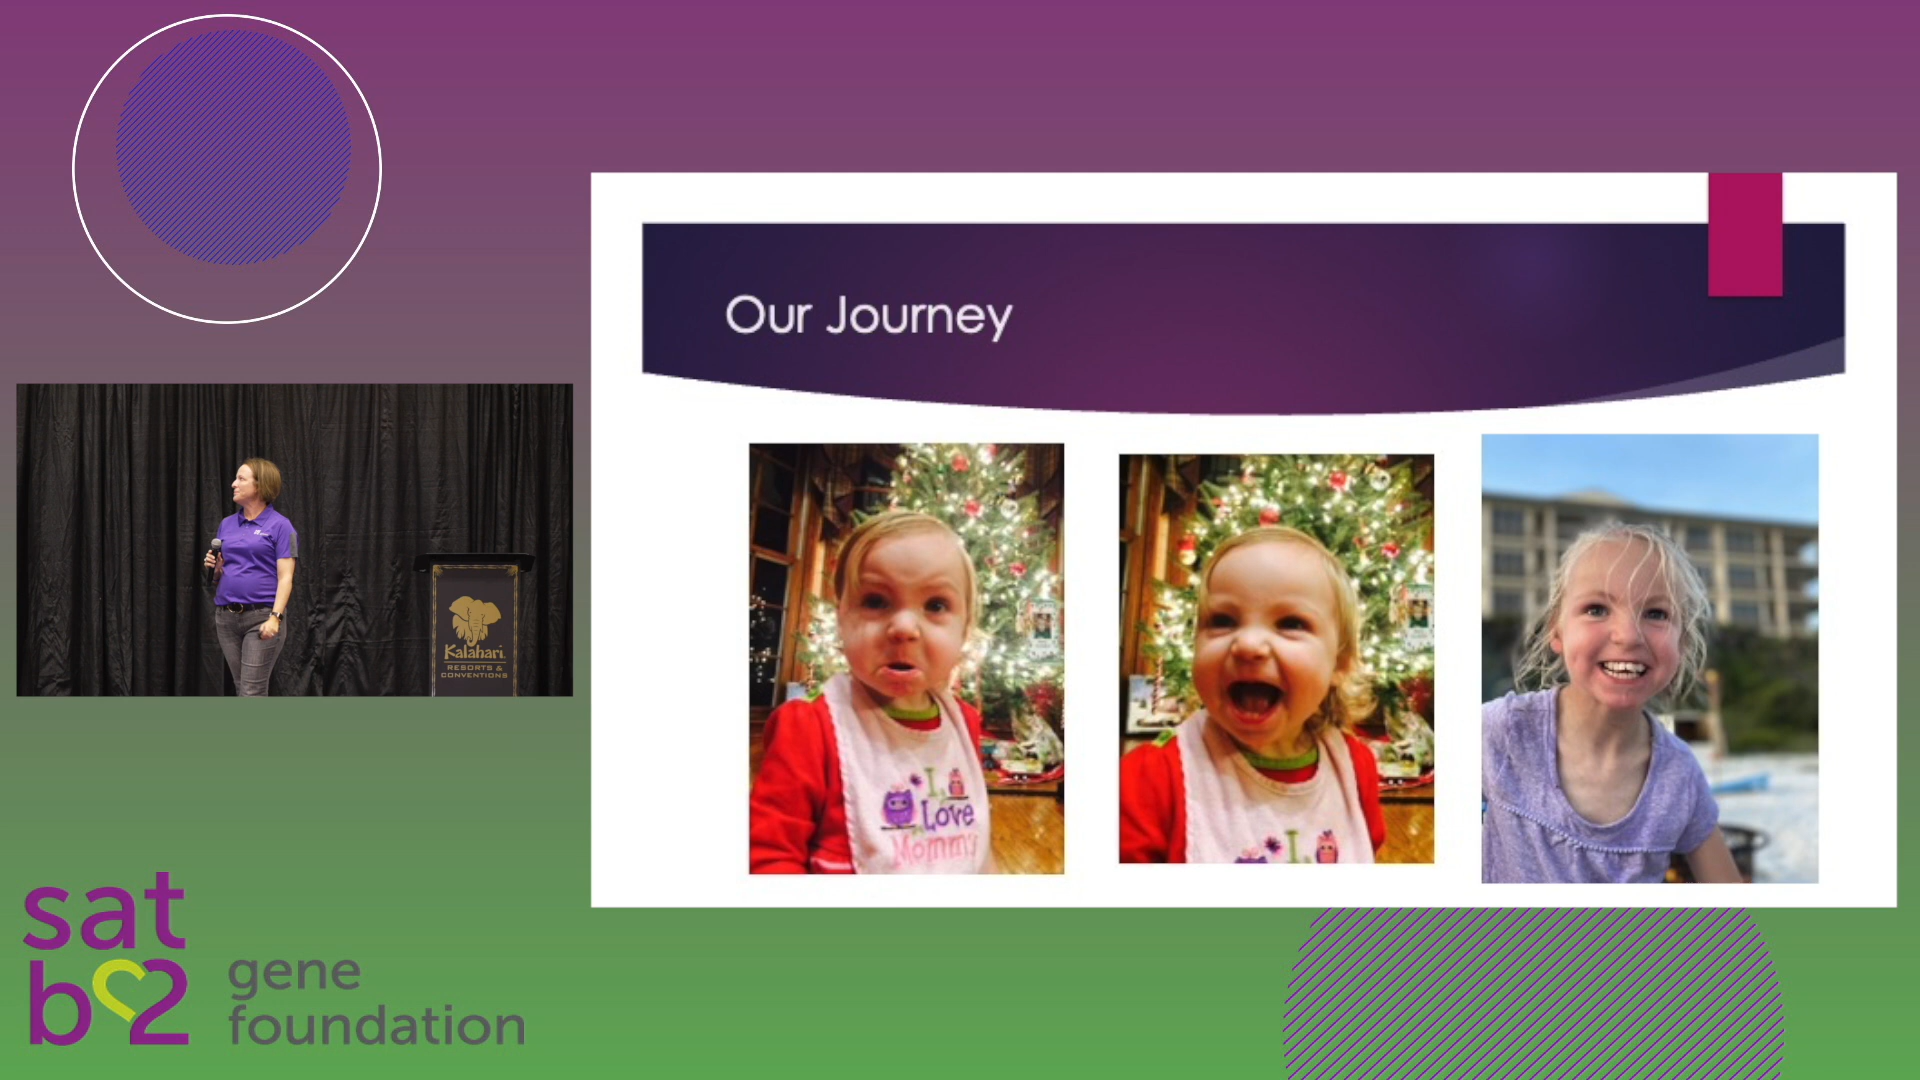 Our Journey
I
Love
Mommy
I
Kalahari
RESORTS &
CONVENTIONS
sat
b2
gene
foundation